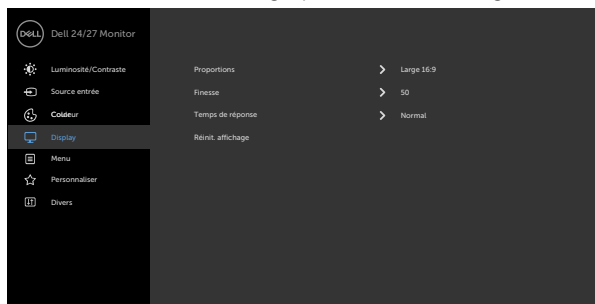 DELL
Dell 24/27 Monitor
Luminosité/Contraste
Proportions
Large 16:9
Source entrée
Finesse
50
Temps de réponse
Normal
Display
Réinit. affichage
Menu
Personnaliser
Divers